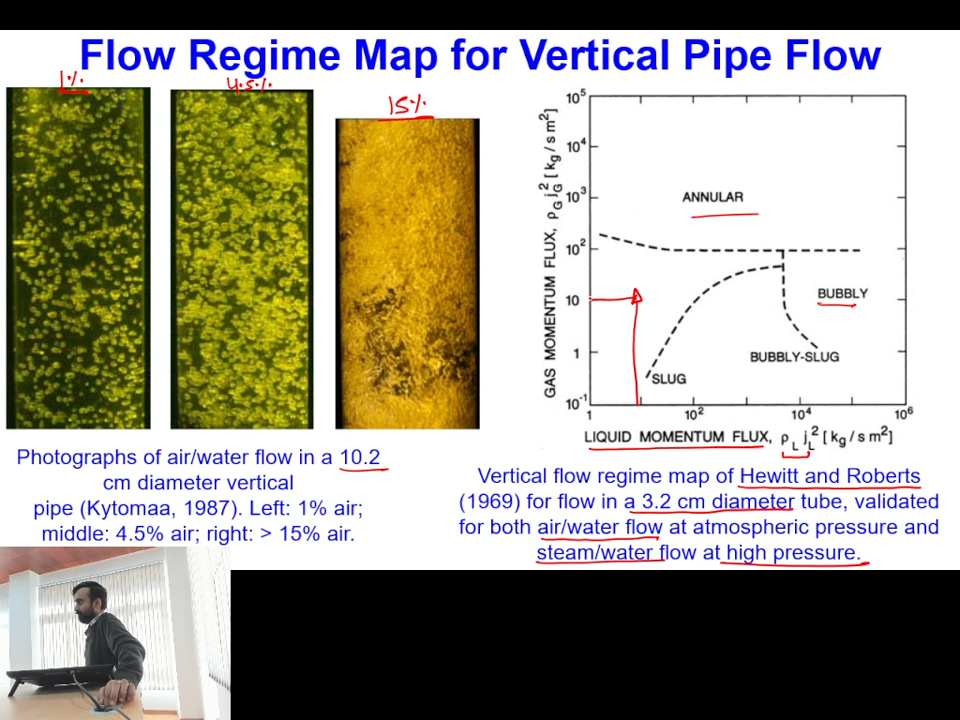 Flow Regime Map for Vertical Pipe Flow
1%
4.5%
15%
Photographs of air/water flow in a 10.2
cm diameter vertical
pipe (Kytomaa, 1987). Left: 1% air;
middle: 4.5% air; right: > 15% air.
GAS MOMENTUM FLUX, ρG jG² [ kg / s m² ]
10⁵
10⁴
10³
10²
10
1
10⁻¹
ANNULAR
BUBBLY
BUBBLY-SLUG
SLUG
1 10² 10⁴ 10⁶
LIQUID MOMENTUM FLUX, ρL jL² [ kg / s m² ]
Vertical flow regime map of Hewitt and Roberts
(1969) for flow in a 3.2 cm diameter tube, validated
for both air/water flow at atmospheric pressure and
steam/water flow at high pressure.